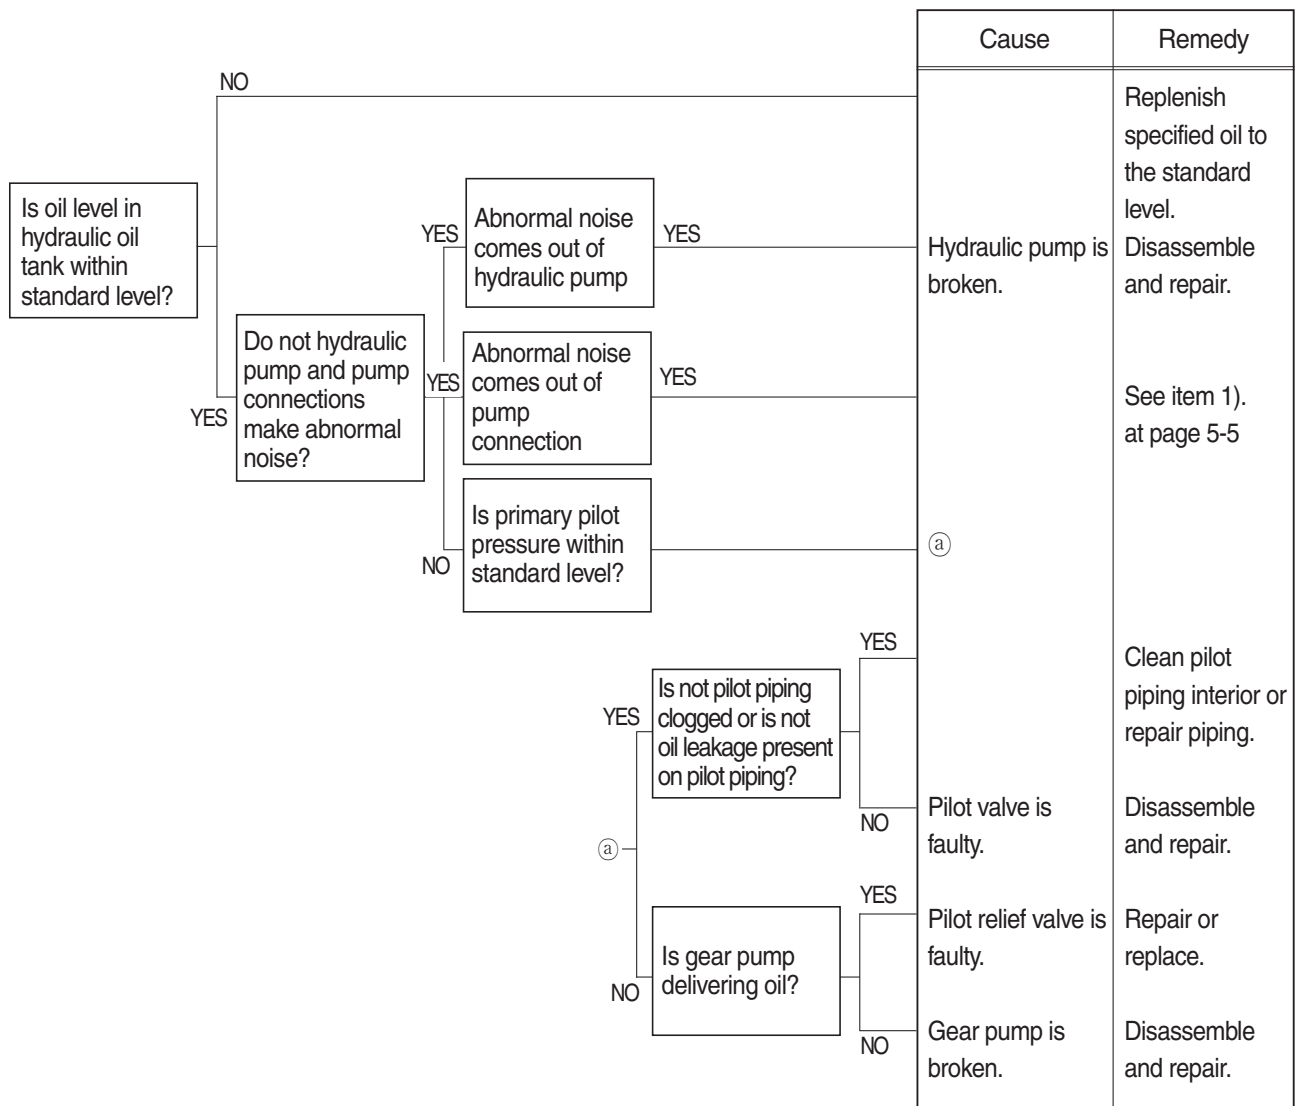 Cause
Remedy
NO
Replenish
specified oil to
the standard
level.
Is oil level in
hydraulic oil
tank within
standard level?
YES
Abnormal noise
comes out of
hydraulic pump
YES
Hydraulic pump is
broken.
Disassemble
and repair.
YES
Do not hydraulic
pump and pump
connections
make abnormal
noise?
YES
Abnormal noise
comes out of
pump
connection
YES
See item 1).
at page 5-5
NO
Is primary pilot
pressure within
standard level?
ⓐ
ⓐ
YES
Is not pilot piping
clogged or is not
oil leakage present
on pilot piping?
YES
Clean pilot
piping interior or
repair piping.
NO
Pilot valve is
faulty.
Disassemble
and repair.
NO
Is gear pump
delivering oil?
YES
Pilot relief valve is
faulty.
Repair or
replace.
NO
Gear pump is
broken.
Disassemble
and repair.